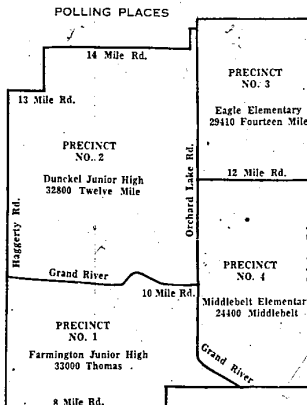 POLLING PLACES
14 Mile Rd.
13 Mile Rd.
PRECINCT
NO. 3
Eagle Elementary
29410 Fourteen Mile
PRECINCT
NO. 2
Dunckel Junior High
32800 Twelve Mile
Orchard Lake Rd.
12 Mile Rd.
Haggerty Rd.
Grand River
10 Mile Rd.
PRECINCT
NO. 4
Middlebelt Elementar
24400 Middlebelt
PRECINCT
NO. 1
Farmington Junior High
33000 Thomas
Grand River
8 Mile Rd.